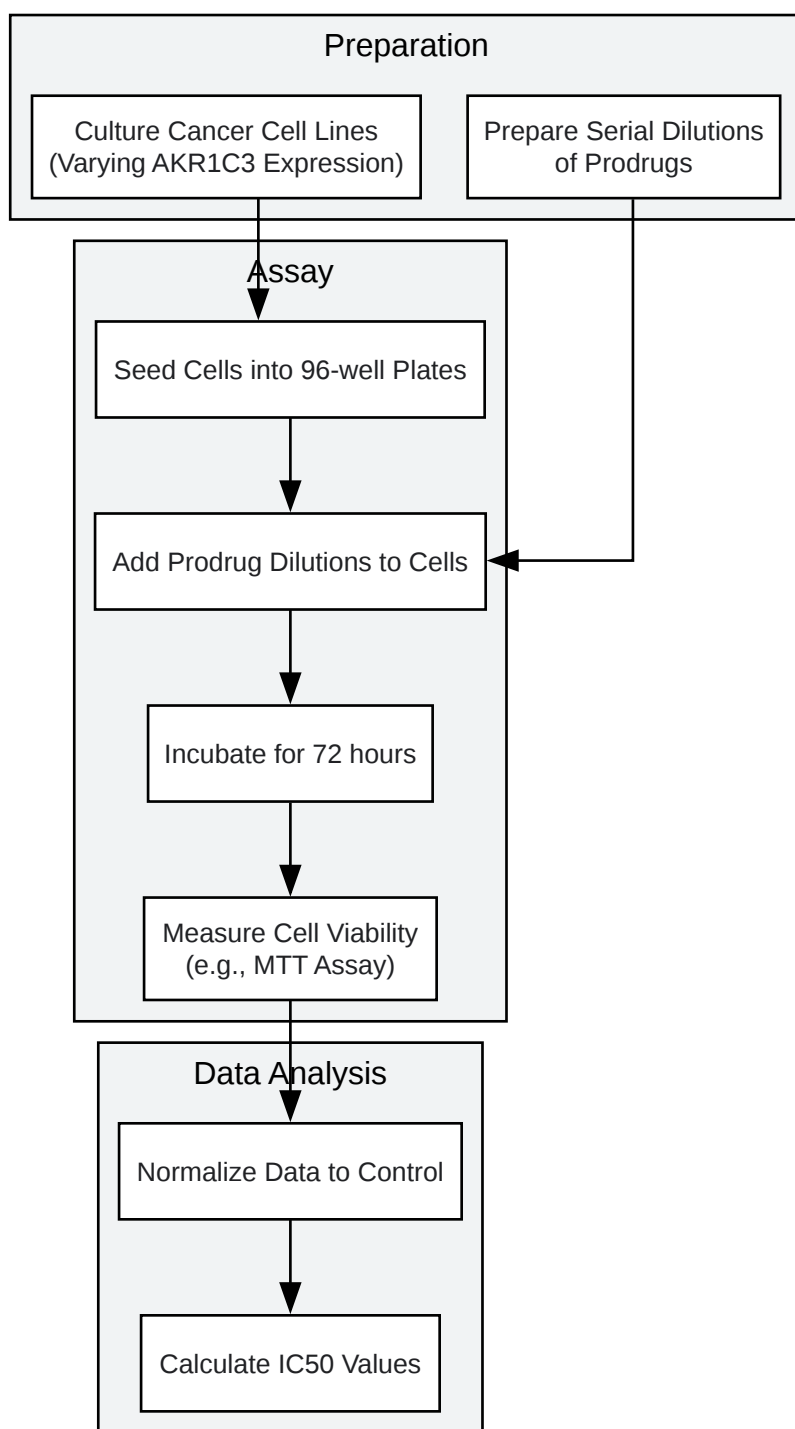 Preparation
Culture Cancer Cell Lines
(Varying AKR1C3 Expression)
Prepare Serial Dilutions
of Prodrugs
Assay
Seed Cells into 96-well Plates
Add Prodrug Dilutions to Cells
Incubate for 72 hours
Measure Cell Viability
(e.g., MTT Assay)
Data Analysis
Normalize Data to Control
Calculate IC50 Values